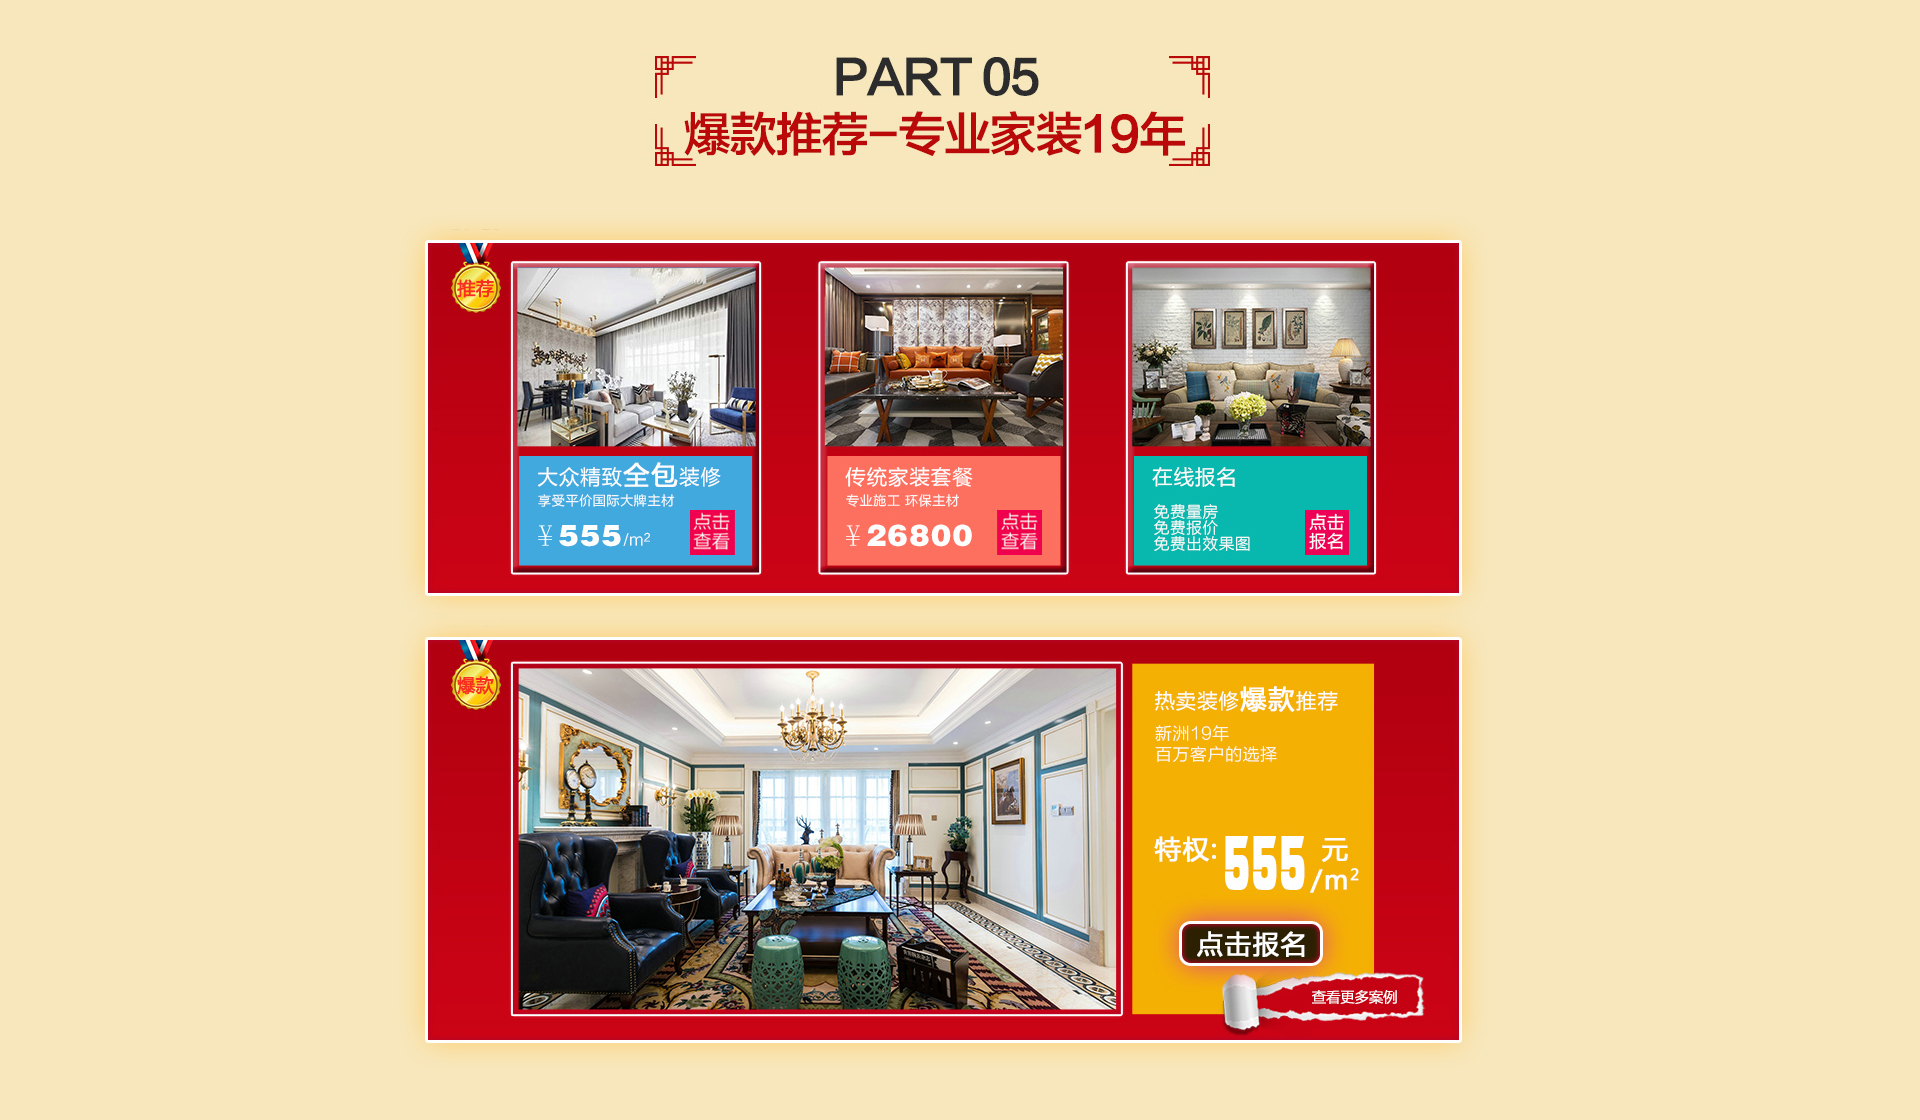 PART 05
爆款推荐-专业家装19年
推荐
大众精致全包装修
享受平价国际大牌主材
¥ 555/m²
点击
查看
传统家装套餐
专业施工 环保主材
¥ 26800
点击
查看
在线报名
免费量房
免费报价
免费出效果图
点击
报名
爆款
热卖装修爆款推荐
新洲19年
百万客户的选择
特权: 555 元/m²
点击报名
查看更多案例